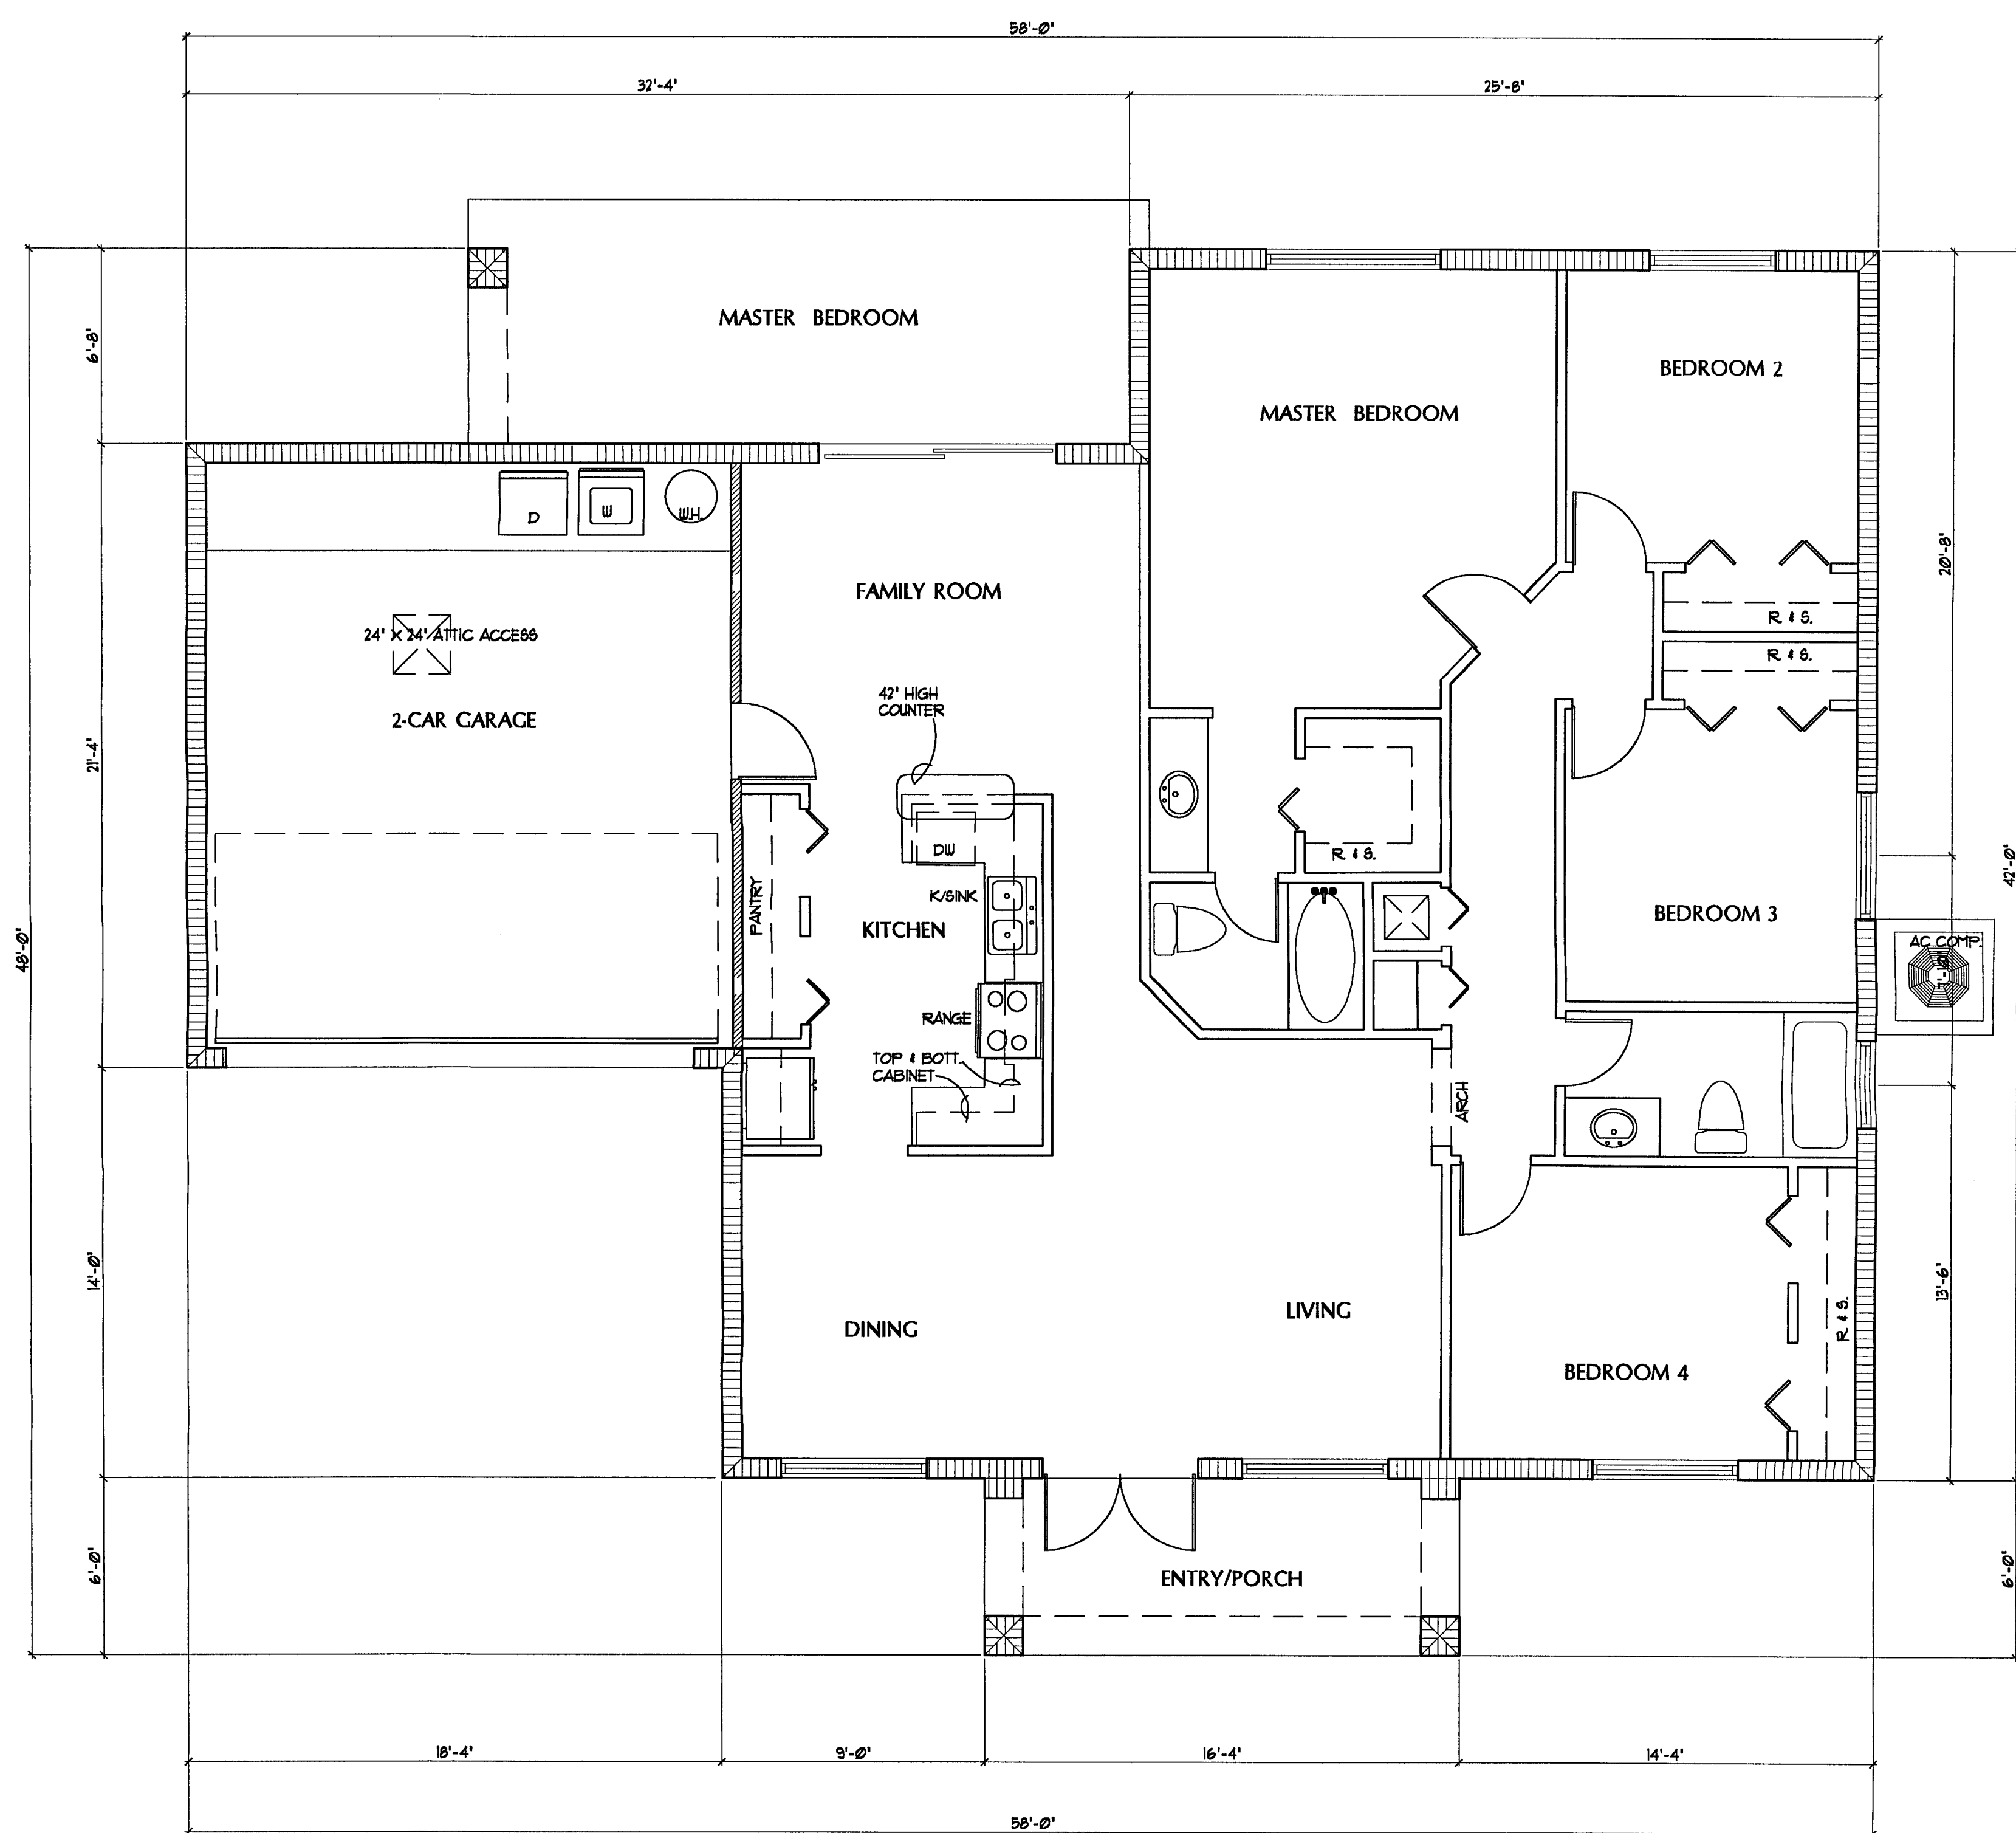 58'-0"
32'-4"
25'-8"
MASTER BEDROOM
6'-8"
BEDROOM 2
MASTER BEDROOM
D
W
W.H.
20'-8"
FAMILY ROOM
R & S.
24" X 24" ATTIC ACCESS
R & S.
42" HIGH
COUNTER
2-CAR GARAGE
21'-4"
DW
R & S.
42'-0"
K/SINK
PANTRY
KITCHEN
BEDROOM 3
48'-0"
AC COMP.
RANGE
TOP & BOTT.
CABINET
ARCH
14'-0"
13'-6"
LIVING
R & S.
DINING
BEDROOM 4
6'-0"
ENTRY/PORCH
6'-0"
18'-4"
9'-0"
16'-4"
14'-4"
58'-0"